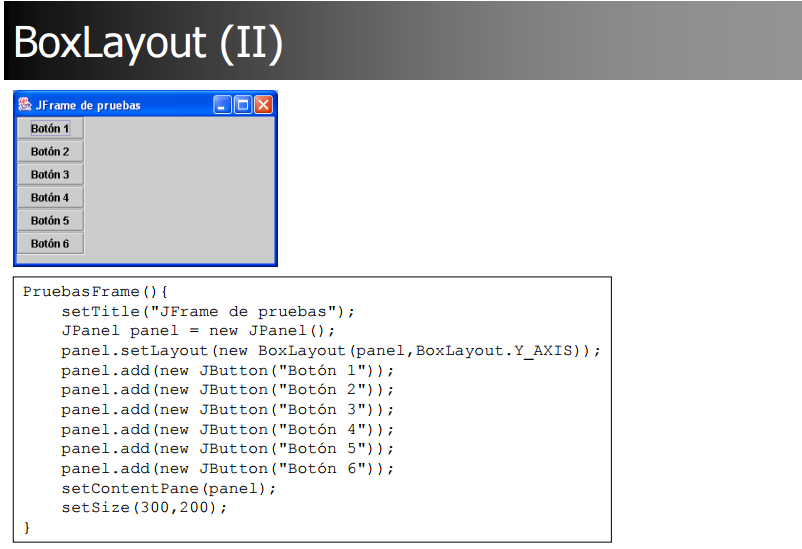 BoxLayout (II)
JFrame de pruebas
Botón 1
Botón 2
Botón 3
Botón 4
Botón 5
Botón 6
PruebasFrame(){
    setTitle("JFrame de pruebas");
    JPanel panel = new JPanel();
    panel.setLayout(new BoxLayout(panel,BoxLayout.Y_AXIS));
    panel.add(new JButton("Botón 1"));
    panel.add(new JButton("Botón 2"));
    panel.add(new JButton("Botón 3"));
    panel.add(new JButton("Botón 4"));
    panel.add(new JButton("Botón 5"));
    panel.add(new JButton("Botón 6"));
    setContentPane(panel);
    setSize(300,200);
}